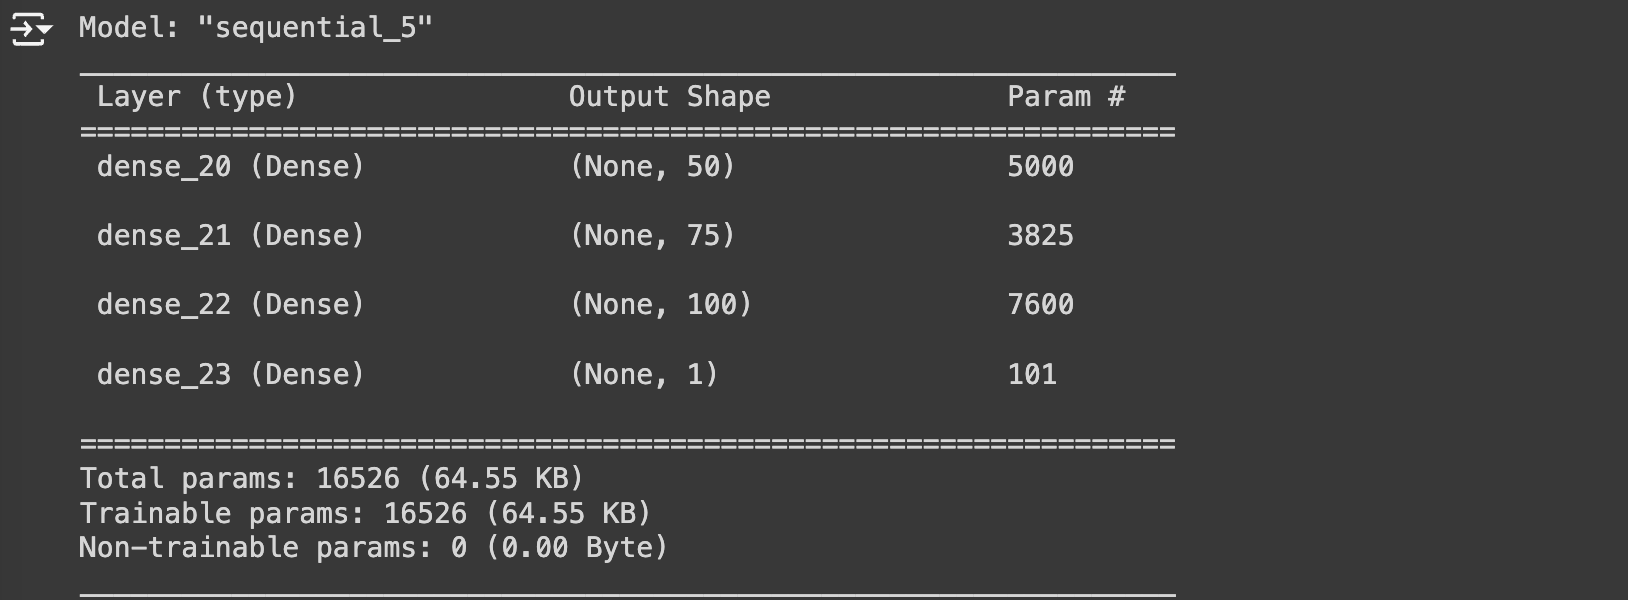 Model: "sequential_5"
Layer (type) Output Shape Param #
dense_20 (Dense) (None, 50) 5000
dense_21 (Dense) (None, 75) 3825
dense_22 (Dense) (None, 100) 7600
dense_23 (Dense) (None, 1) 101
Total params: 16526 (64.55 KB)
Trainable params: 16526 (64.55 KB)
Non-trainable params: 0 (0.00 Byte)